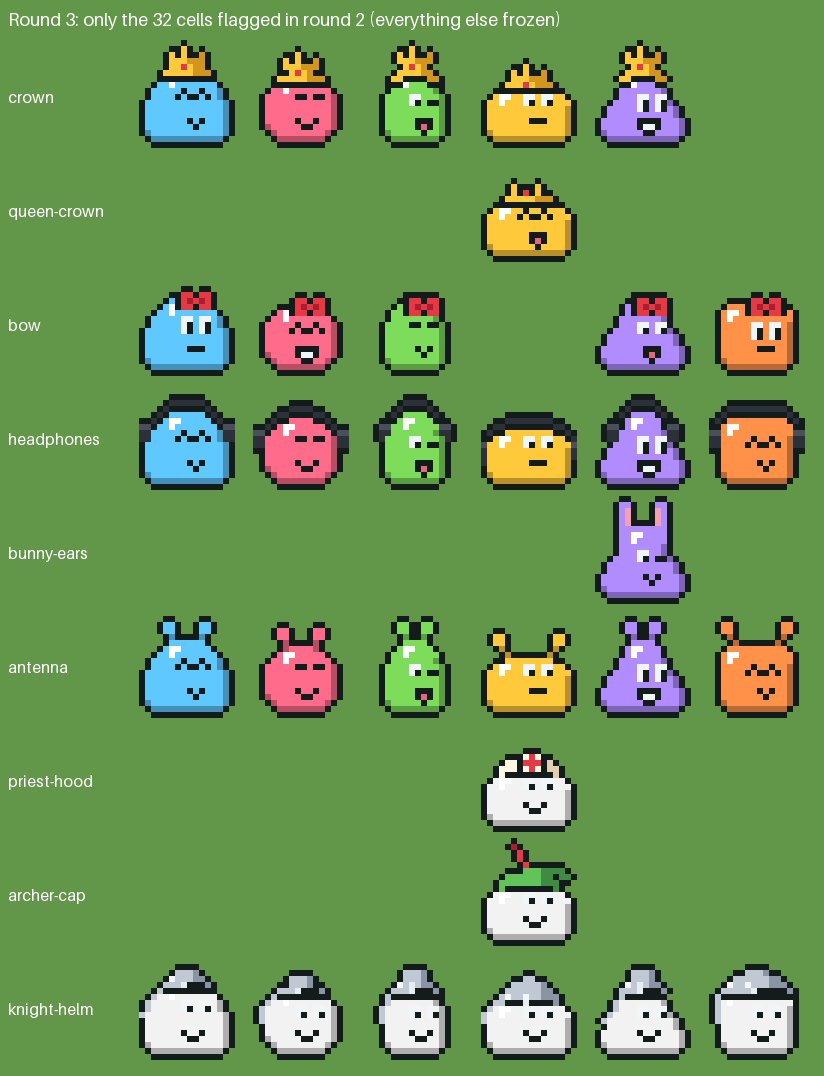 Round 3: only the 32 cells flagged in round 2 (everything else frozen)
crown
queen-crown
bow
headphones
bunny-ears
antenna
priest-hood
archer-cap
knight-helm